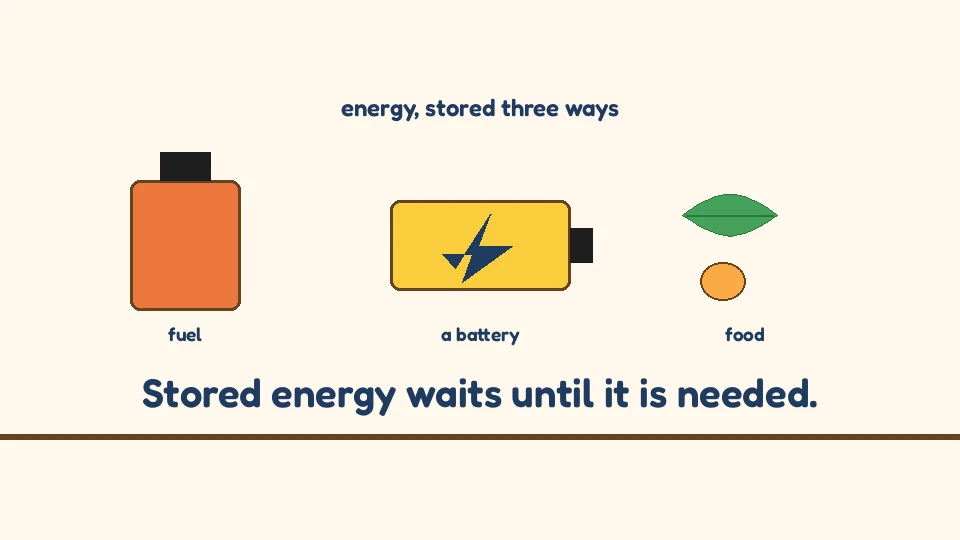 energy, stored three ways
fuel
a battery
food
Stored energy waits until it is needed.